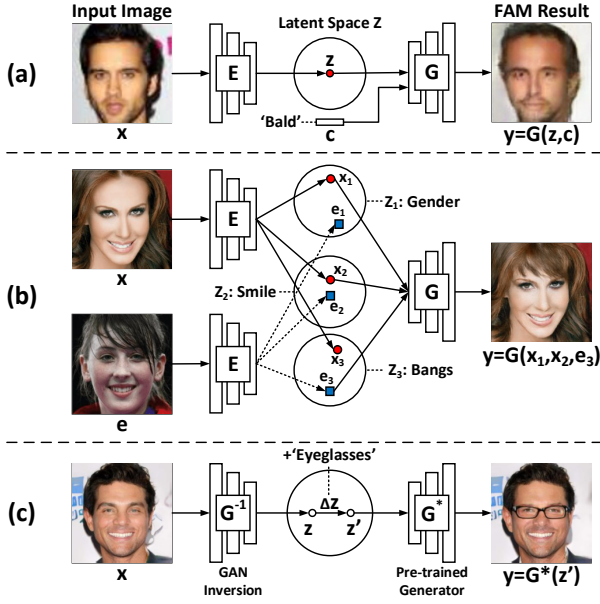 Input Image
Latent Space Z
FAM Result
(a)
E
z
G
'Bald'
c
x
y=G(z,c)
x₁
e₁
Z₁: Gender
E
x
(b)
Z₂: Smile
x₂
e₂
G
y=G(x₁,x₂,e₃)
E
x₃
e₃
Z₃: Bangs
e
+'Eyeglasses'
(c)
G⁻¹
ΔZ
z
z'
G*
x
GAN
Inversion
Pre-trained
Generator
y=G*(z')